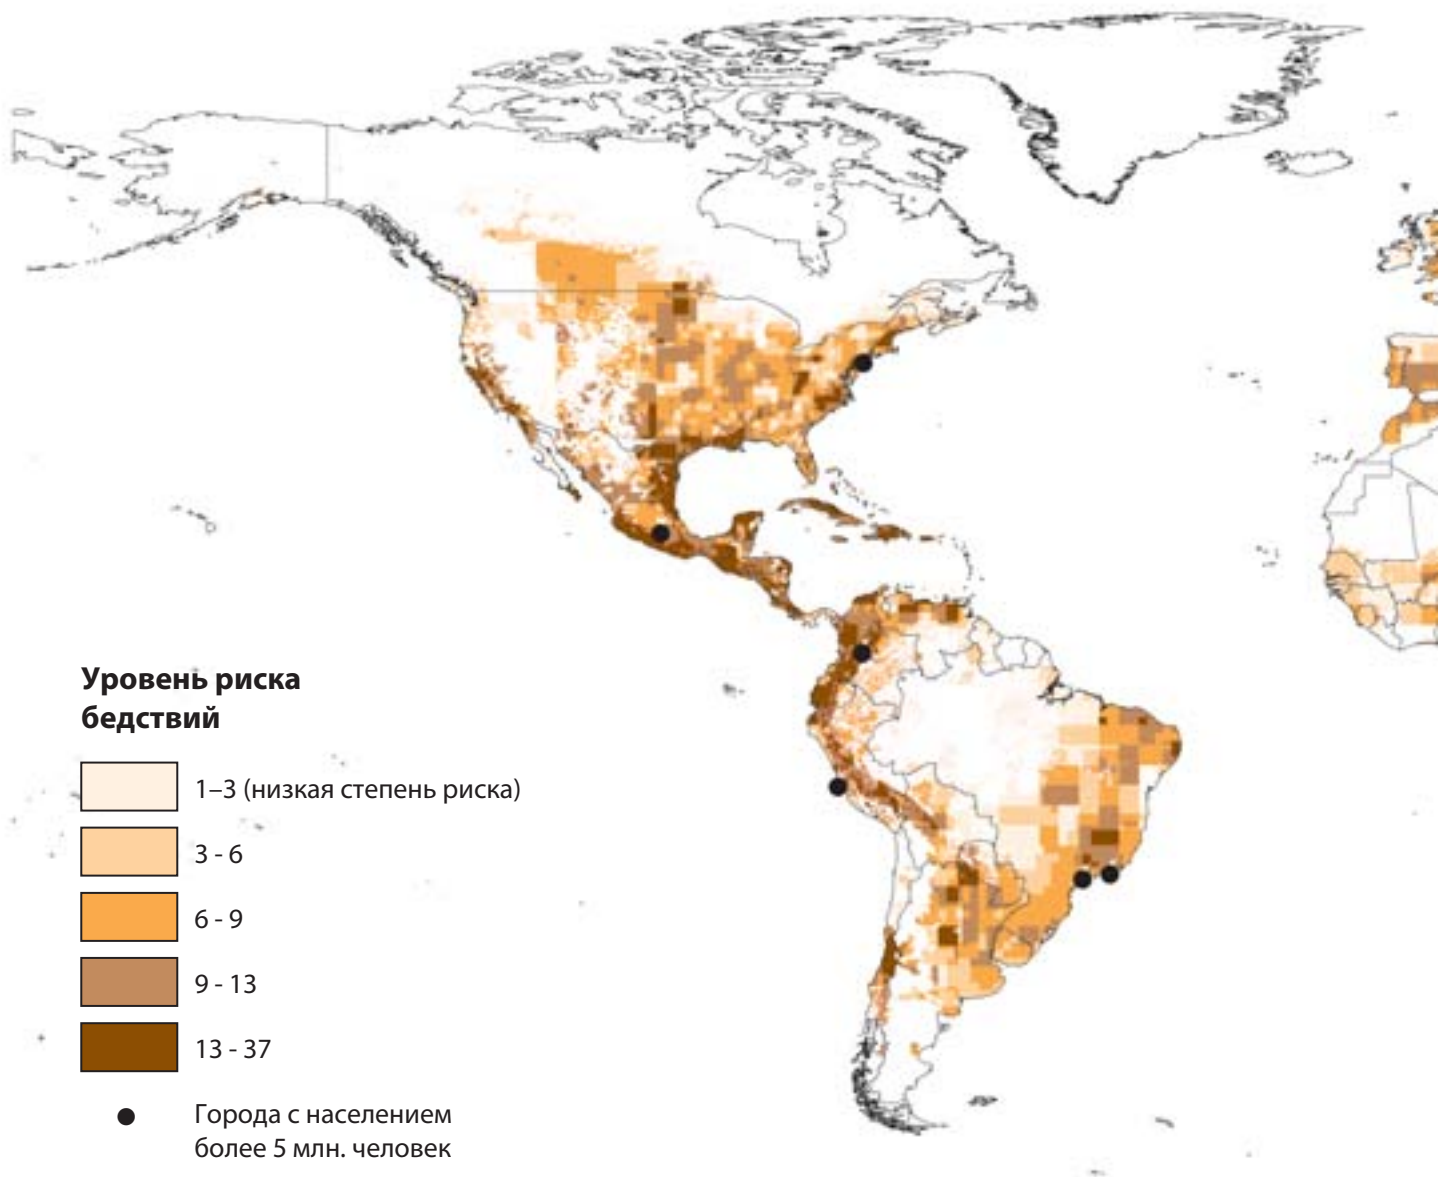 Уровень риска
бедствий
1–3 (низкая степень риска)
3 - 6
6 - 9
9 - 13
13 - 37
Города с населением
более 5 млн. человек